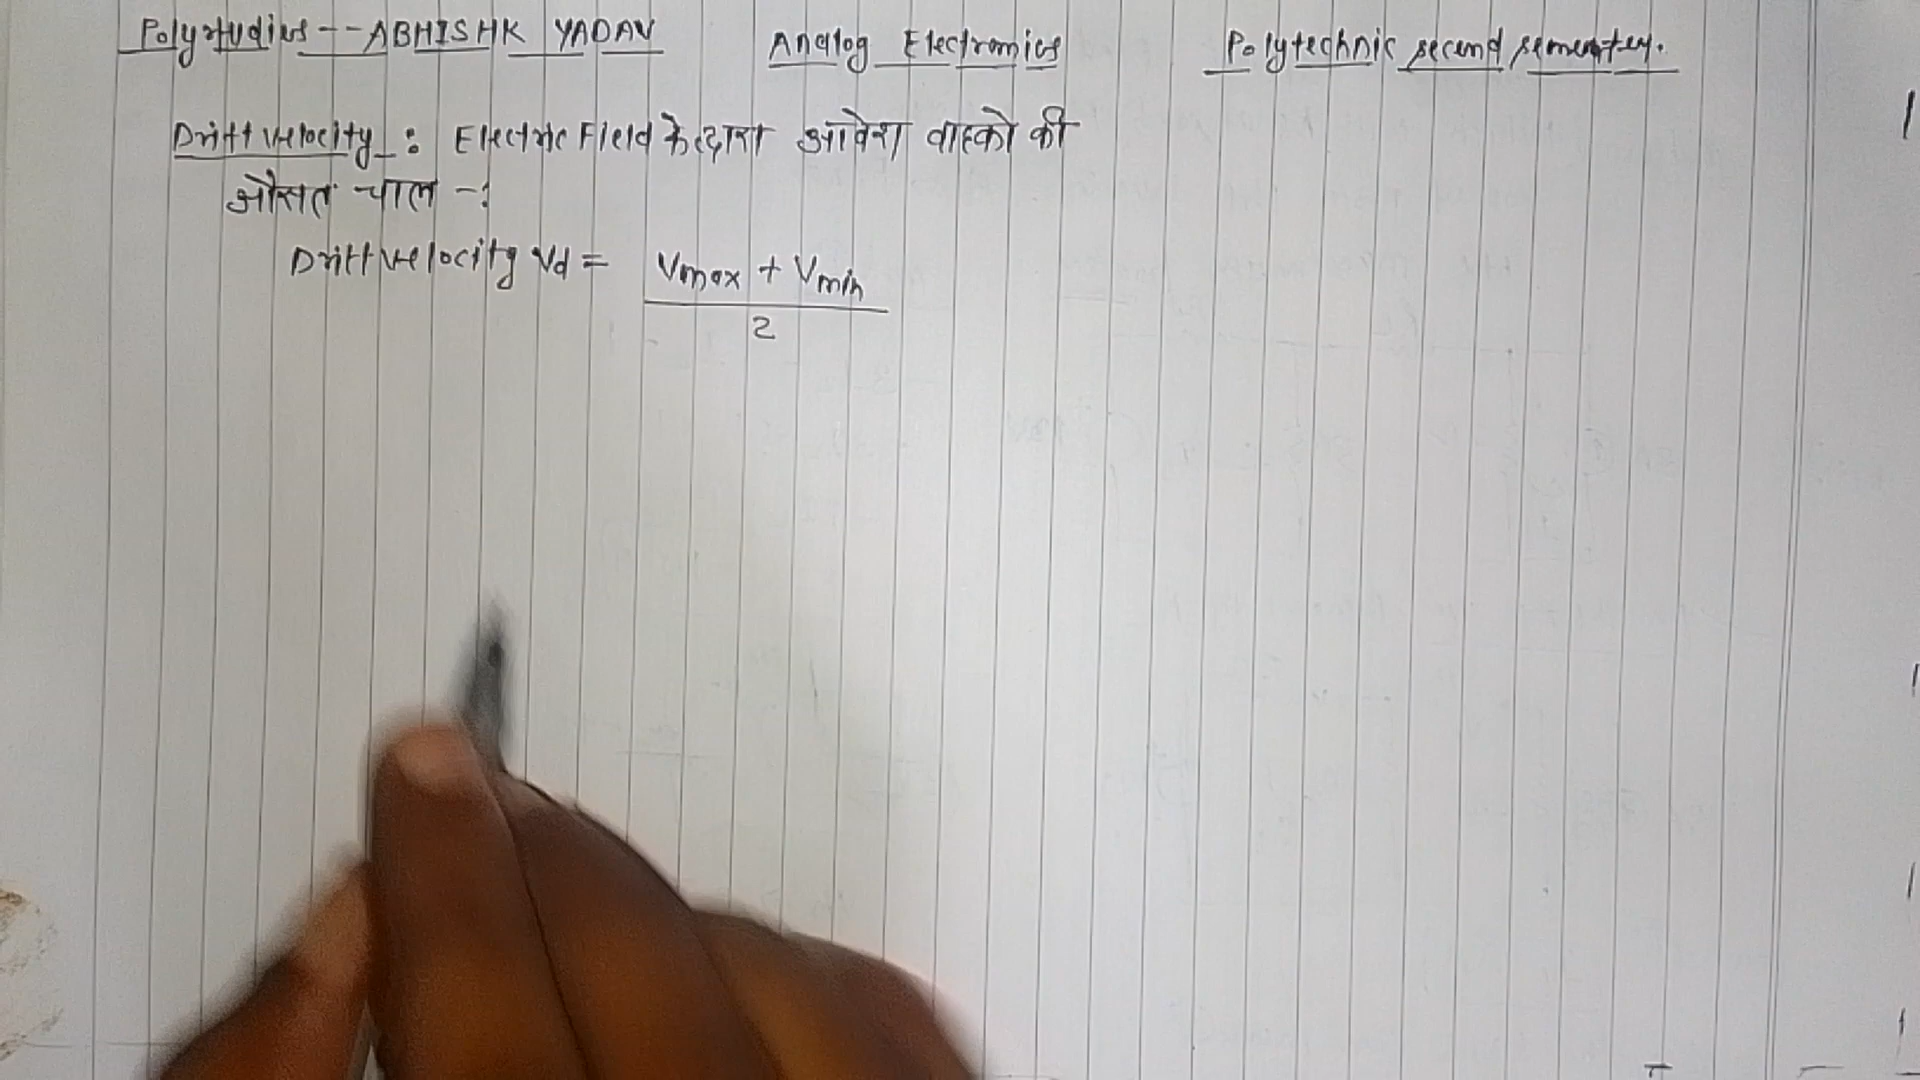 Polystudies -- ABHISHK YADAV Analog Electronics Polytechnic second semester.
Drift velocity : Electric Field के द्वारा आवेश वाहको की
औसत चाल -:
Drift velocity Vd = Vmax + Vmin
2